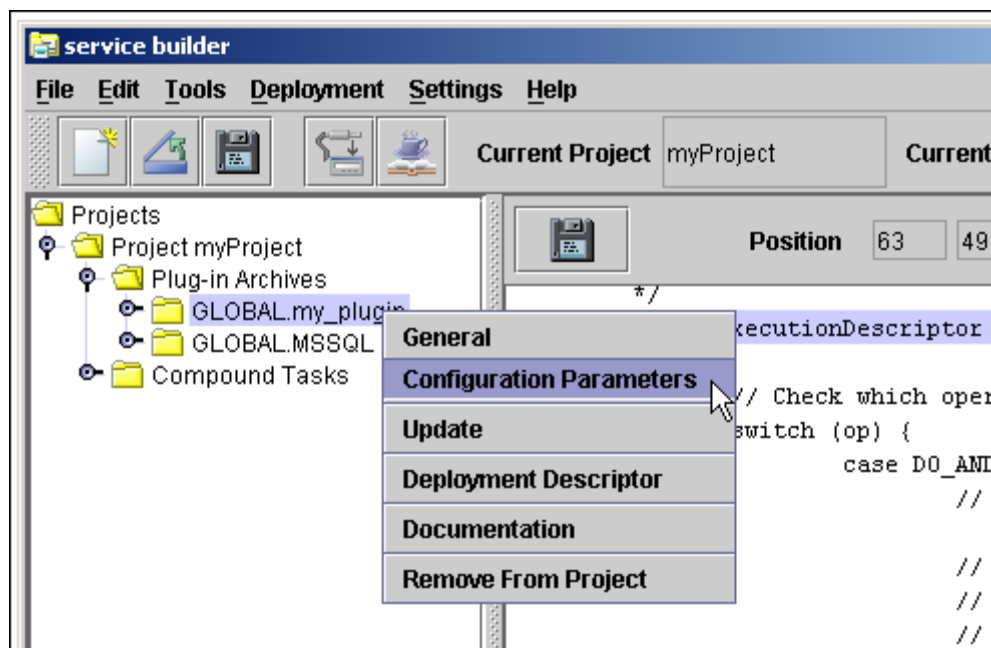 service builder
File Edit Tools Deployment Settings Help
Current Project myProject Current
Projects
Project myProject
Plug-in Archives
GLOBAL.my_plugin
GLOBAL.MSSQL
Compound Tasks
General
Configuration Parameters
Update
Deployment Descriptor
Documentation
Remove From Project
Position 63 49
*/
xecutionDescriptor
// Check which oper
switch (op) {
case DO_AND
//
//
//
//